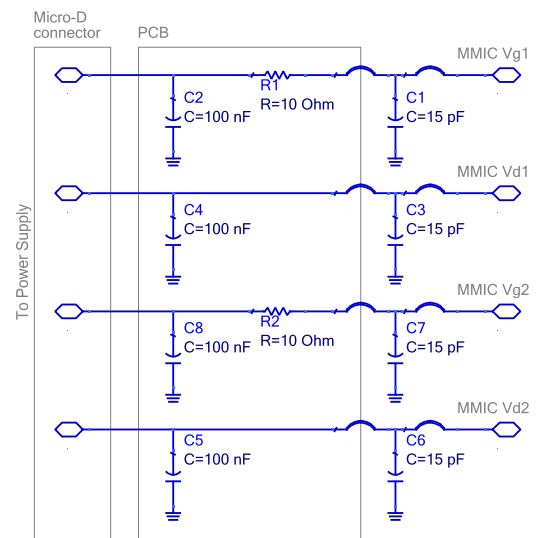 Micro-D
connector
PCB
MMIC Vg1
R1
R=10 Ohm
C2
C=100 nF
C1
C=15 pF
MMIC Vd1
C4
C=100 nF
C3
C=15 pF
To Power Supply
MMIC Vg2
R2
R=10 Ohm
C8
C=100 nF
C7
C=15 pF
MMIC Vd2
C5
C=100 nF
C6
C=15 pF